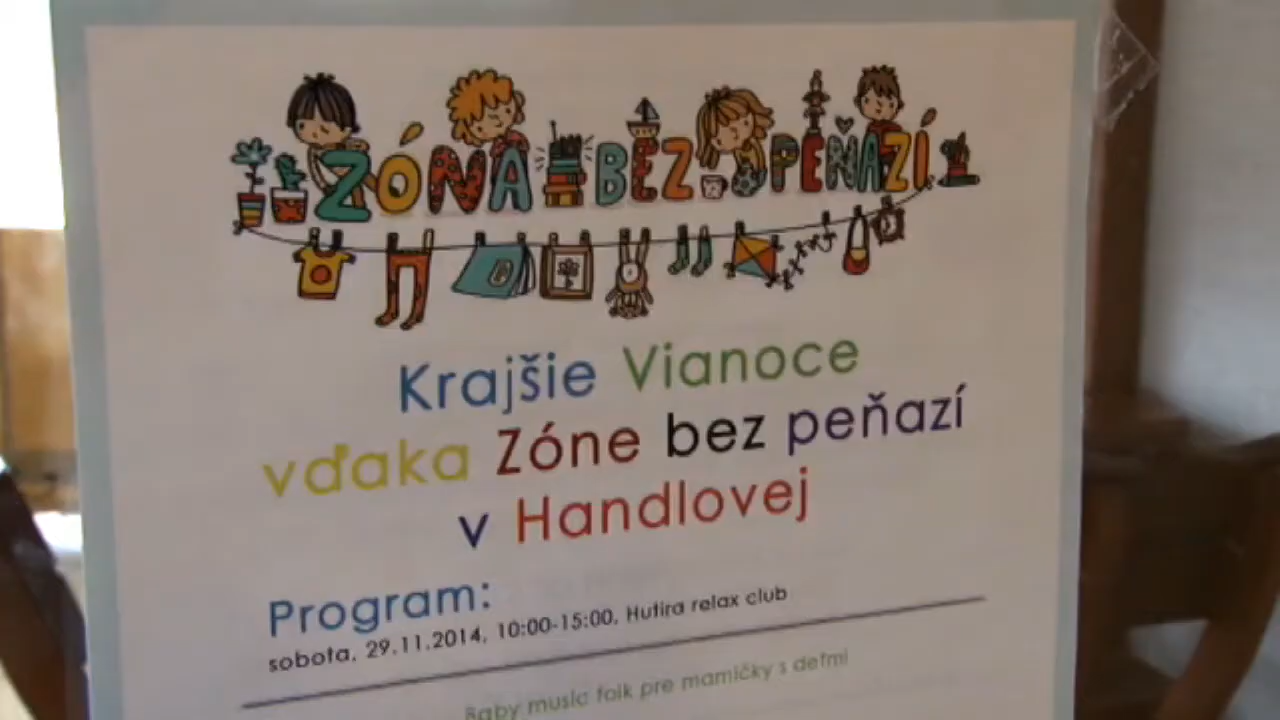 ZÓNA BEZ PEŇAZÍ
Krajšie Vianoce
vďaka Zóne bez peňazí
v Handlovej
Program:
sobota, 29.11.2014, 10:00-15:00, Hutira relax club
Baby music folk pre mamičky s deťmi